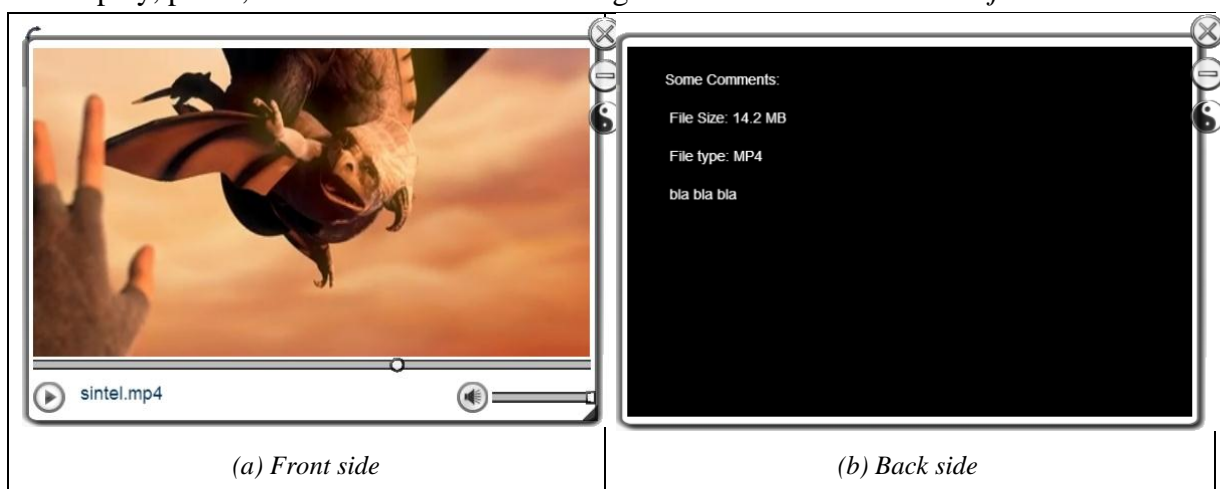 Some Comments:
File Size: 14.2 MB
File type: MP4
bla bla bla
sintel.mp4
(a) Front side
(b) Back side